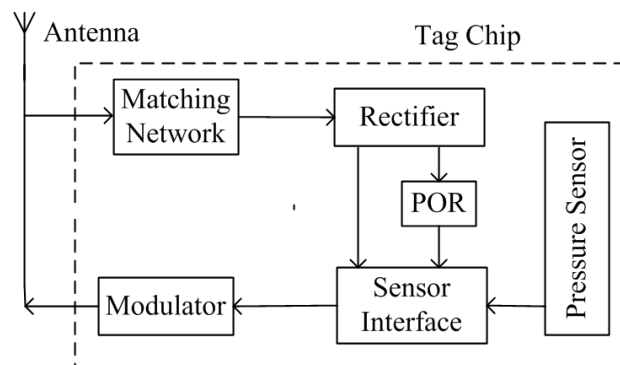 Antenna
Tag Chip
Matching
Network
Rectifier
POR
Pressure Sensor
Modulator
Sensor
Interface